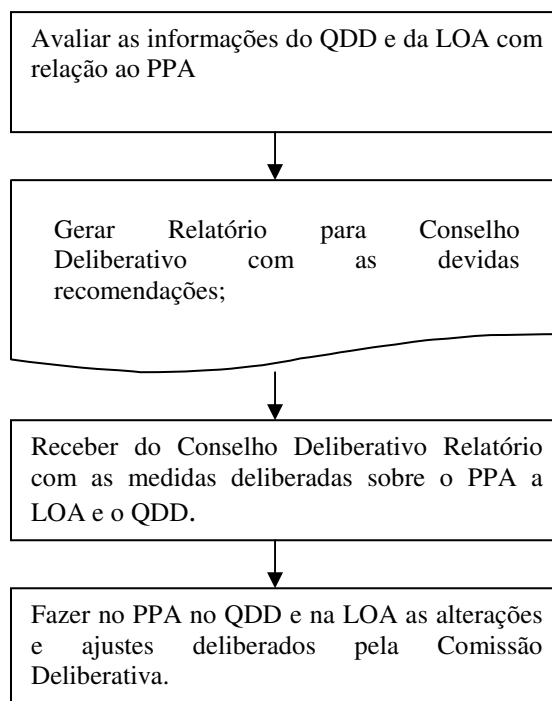 Avaliar as informações do QDD e da LOA com
relação ao PPA
Gerar Relatório para Conselho
Deliberativo com as devidas
recomendações;
Receber do Conselho Deliberativo Relatório
com as medidas deliberadas sobre o PPA a
LOA e o QDD.
Fazer no PPA no QDD e na LOA as alterações
e ajustes deliberados pela Comissão
Deliberativa.